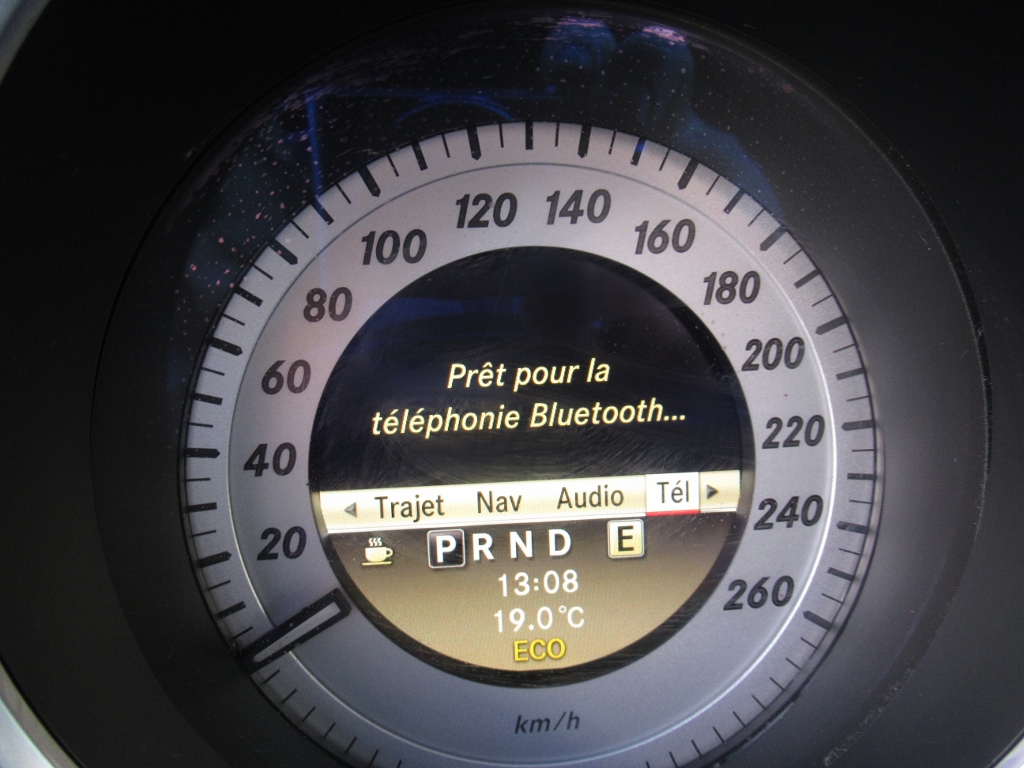 120 140
100 160
80 180
60 200
40 220
20 240
260
Prêt pour la
téléphonie Bluetooth...
Trajet Nav Audio Tél
P R N D E
13:08
19.0°C
ECO
km/h